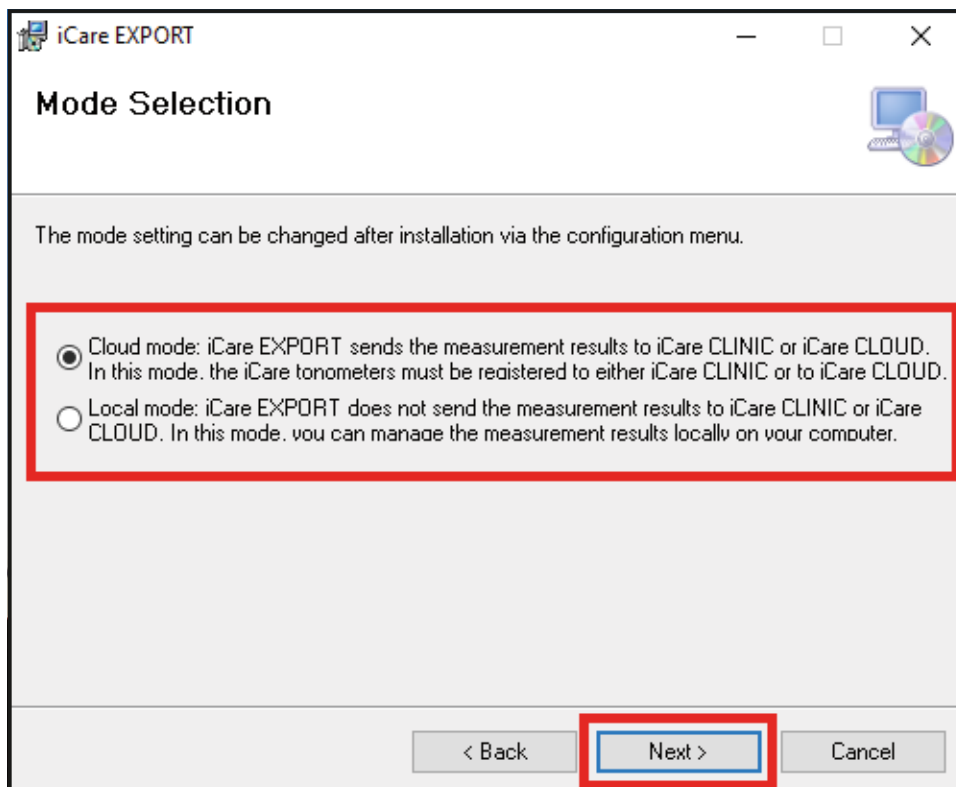 iCare EXPORT
Mode Selection
The mode setting can be changed after installation via the configuration menu.
Cloud mode: iCare EXPORT sends the measurement results to iCare CLINIC or iCare CLOUD.
In this mode, the iCare tonometers must be registered to either iCare CLINIC or to iCare CLOUD.
Local mode: iCare EXPORT does not send the measurement results to iCare CLINIC or iCare
CLOUD. In this mode, you can manage the measurement results locally on your computer.
< Back
Next >
Cancel